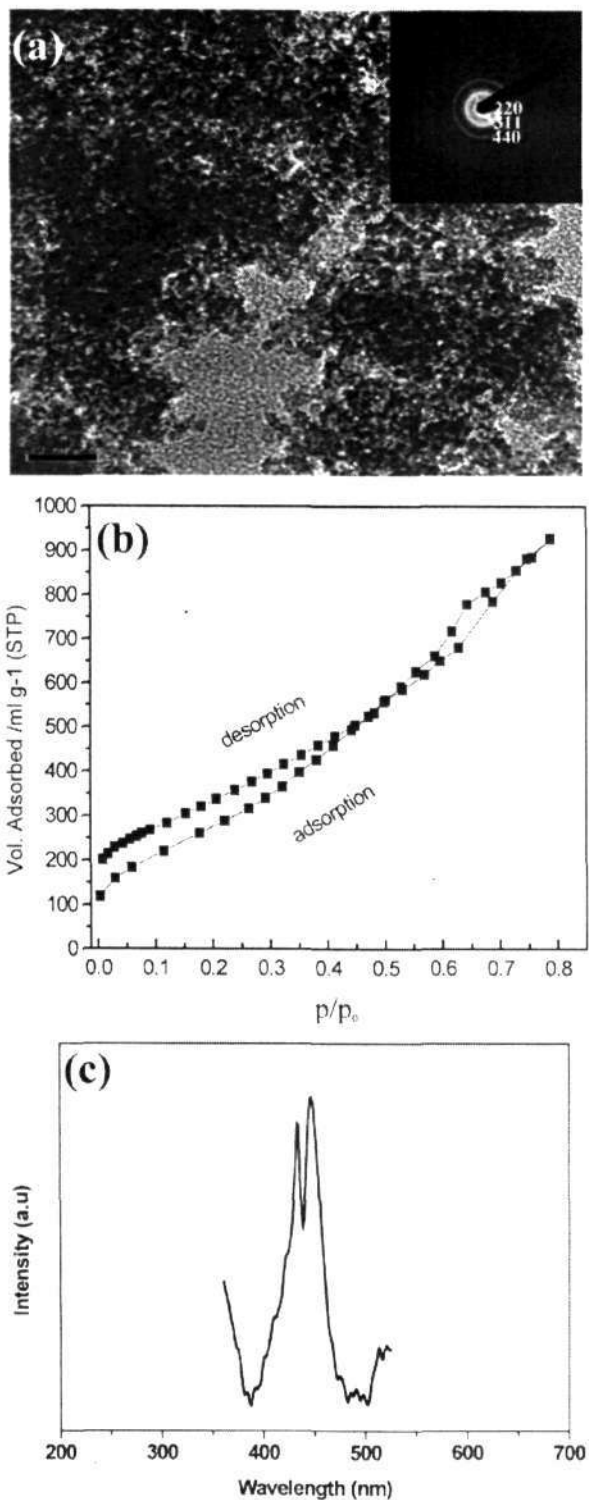 (a)
220
311
440
(b)
1000
900
800
700
600
500
400
300
200
100
0
Vol. Adsorbed /ml g-1 (STP)
desorption
adsorption
0.0 0.1 0.2 0.3 0.4 0.5 0.6 0.7 0.8
p/p₀
(c)
Intensity (a.u)
200 300 400 500 600 700
Wavelength (nm)